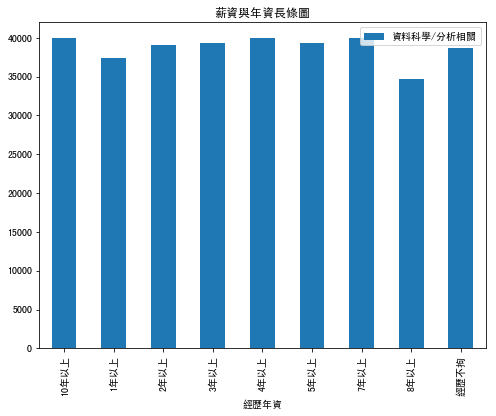 薪資與年資長條圖
資料科學/分析相關
40000
35000
30000
25000
20000
15000
10000
5000
0
10年以上
1年以上
2年以上
3年以上
4年以上
5年以上
7年以上
8年以上
經歷不拘
經歷年資